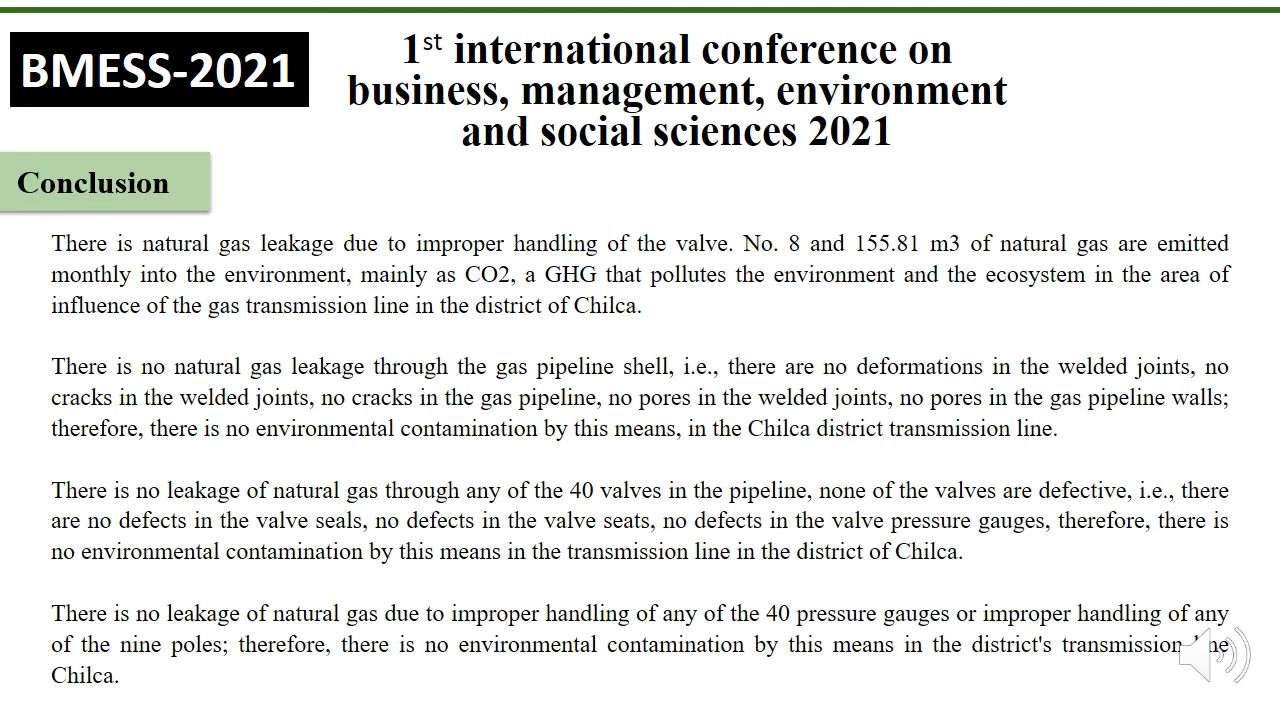 BMESS-2021
1st international conference on
business, management, environment
and social sciences 2021
Conclusion
There is natural gas leakage due to improper handling of the valve. No. 8 and 155.81 m3 of natural gas are emitted
monthly into the environment, mainly as CO2, a GHG that pollutes the environment and the ecosystem in the area of
influence of the gas transmission line in the district of Chilca.
There is no natural gas leakage through the gas pipeline shell, i.e., there are no deformations in the welded joints, no
cracks in the welded joints, no cracks in the gas pipeline, no pores in the welded joints, no pores in the gas pipeline walls;
therefore, there is no environmental contamination by this means, in the Chilca district transmission line.
There is no leakage of natural gas through any of the 40 valves in the pipeline, none of the valves are defective, i.e., there
are no defects in the valve seals, no defects in the valve seats, no defects in the valve pressure gauges, therefore, there is
no environmental contamination by this means in the transmission line in the district of Chilca.
There is no leakage of natural gas due to improper handling of any of the 40 pressure gauges or improper handling of any
of the nine poles; therefore, there is no environmental contamination by this means in the district's transmission
Chilca.